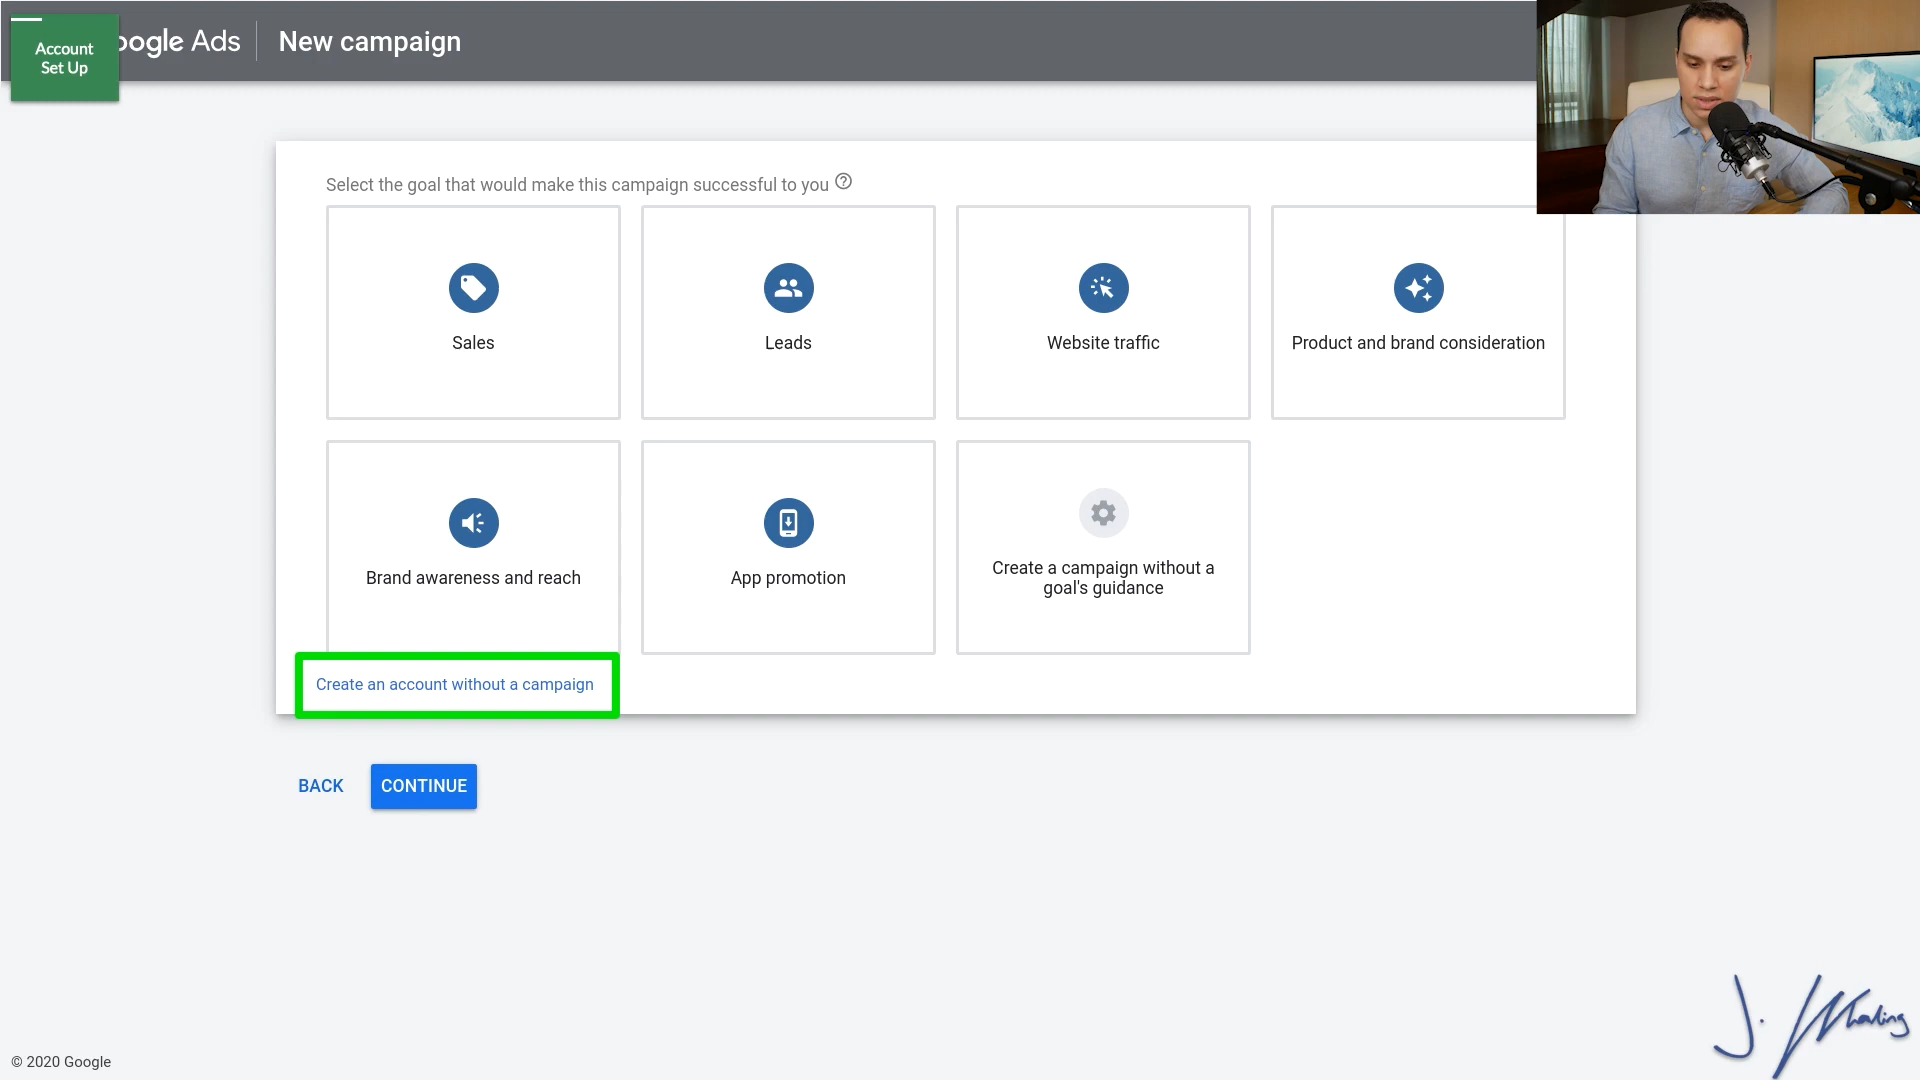 Account
Set Up
oogle Ads
New campaign
Select the goal that would make this campaign successful to you
Sales
Leads
Website traffic
Product and brand consideration
Brand awareness and reach
App promotion
Create a campaign without a
goal's guidance
Create an account without a campaign
BACK
CONTINUE
© 2020 Google